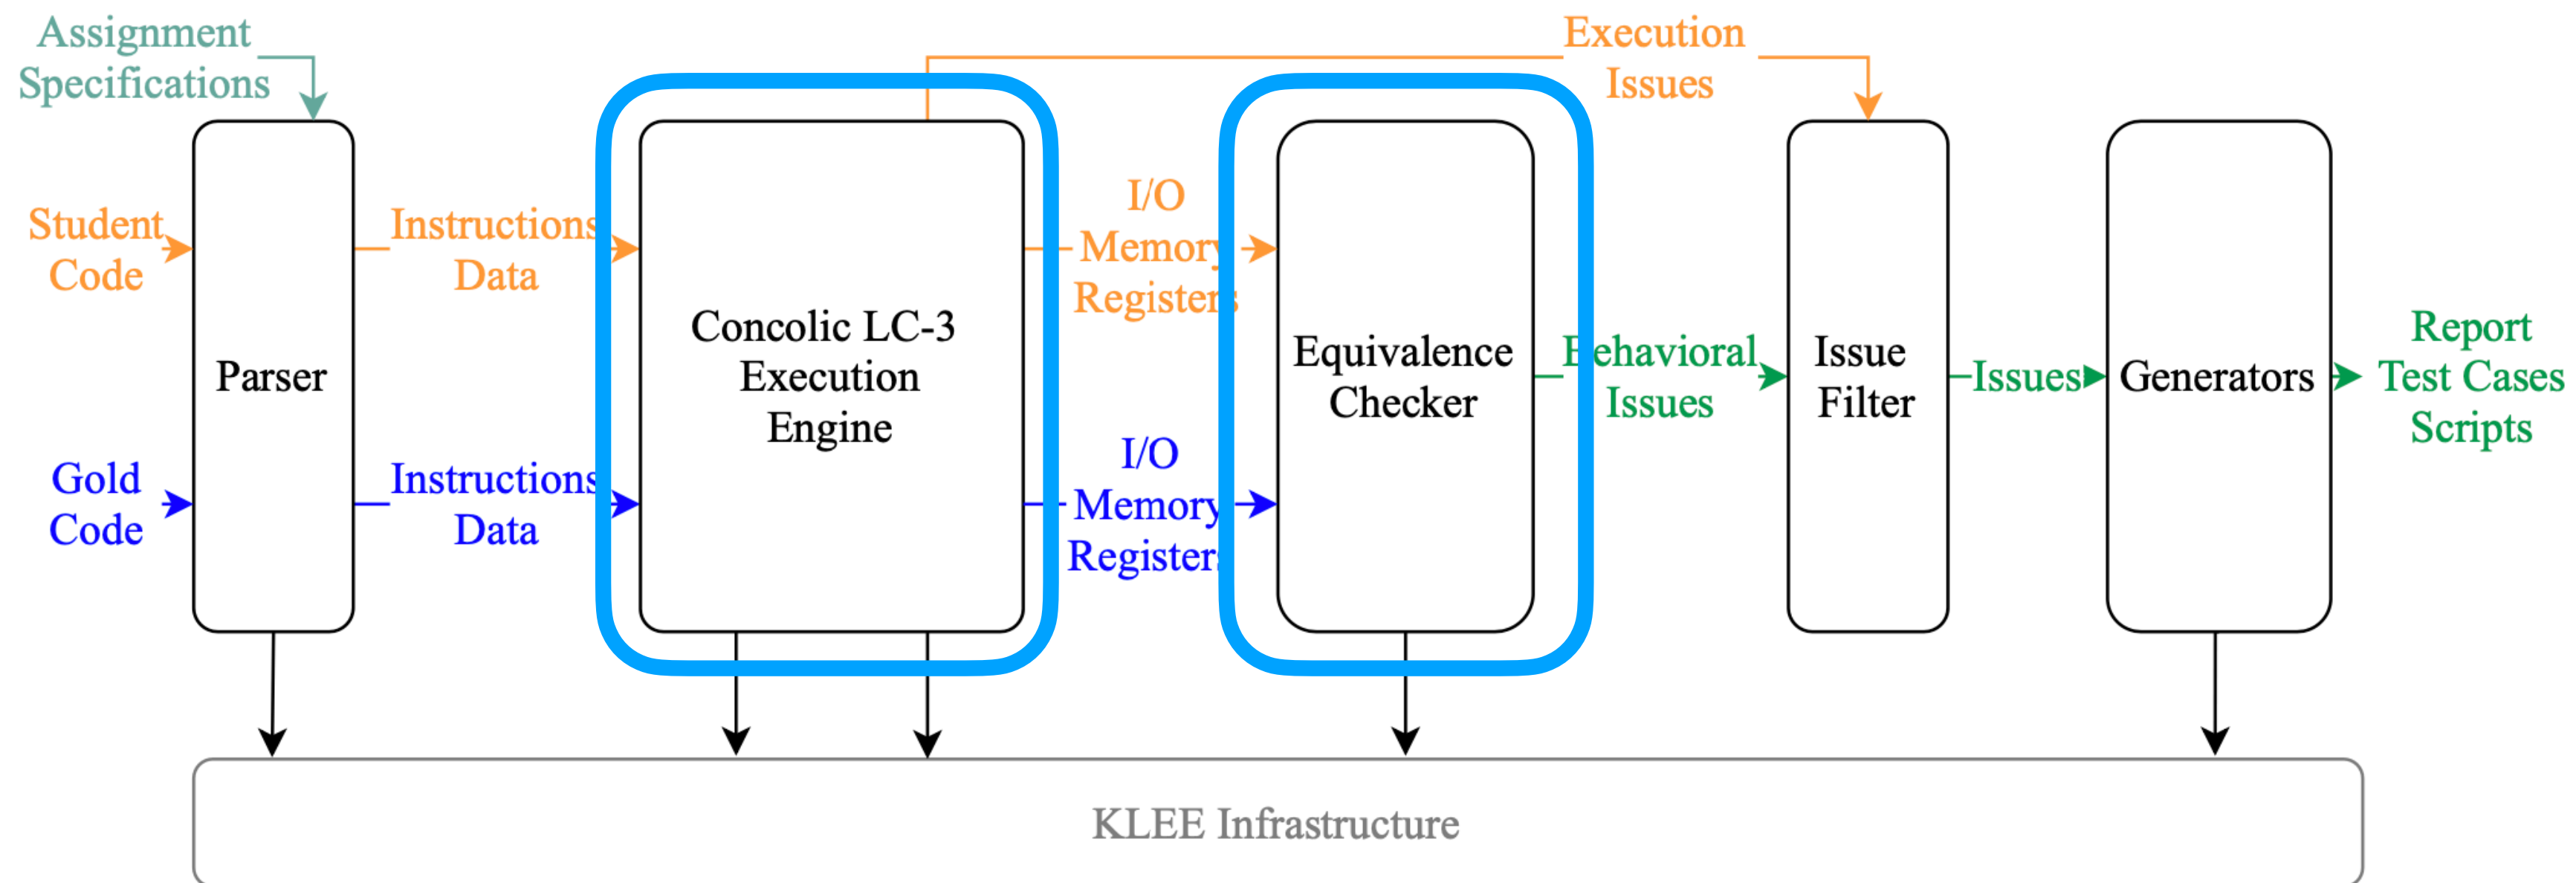 Assignment
Specifications
Execution
Issues
Student
Code
Instructions
Data
I/O
Memory
Registers
Gold
Code
Instructions
Data
I/O
Memory
Registers
Parser
Concolic LC-3
Execution
Engine
Equivalence
Checker
Behavioral
Issues
Issue
Filter
Issues
Generators
Report
Test Cases
Scripts
KLEE Infrastructure